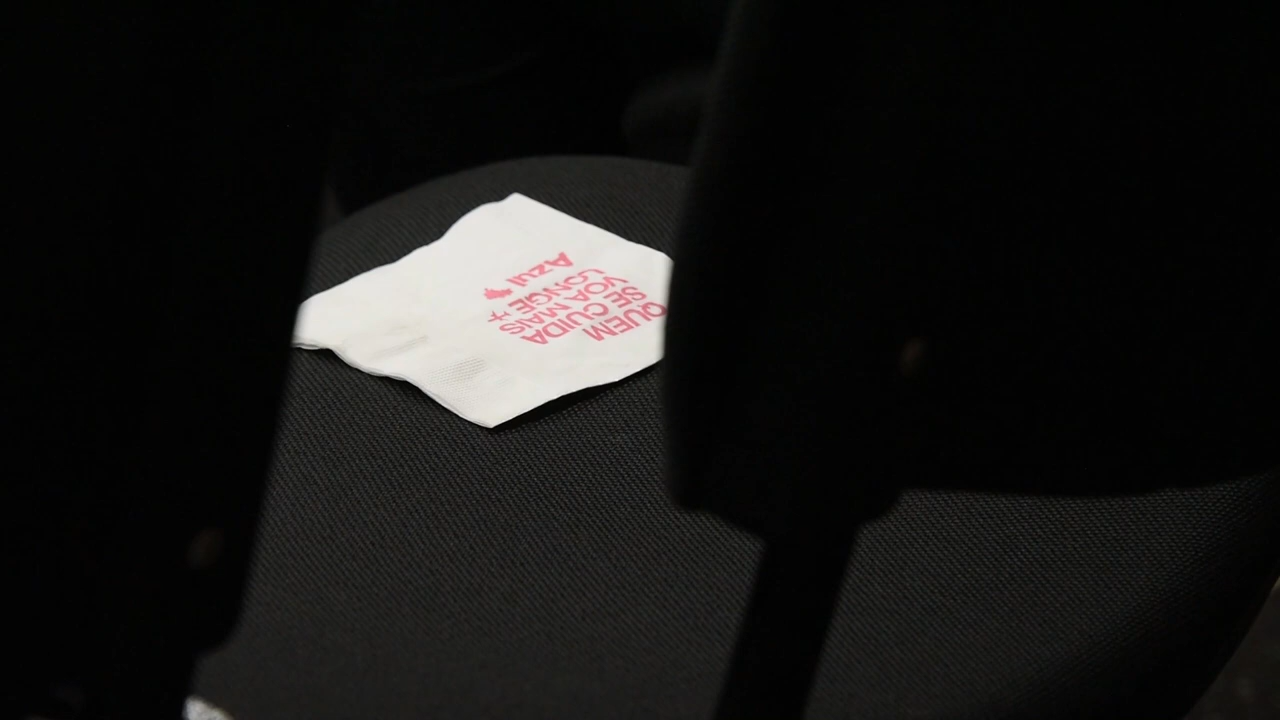 QUEM
SE CUIDA
VOA MAIS
LONGE
Azul